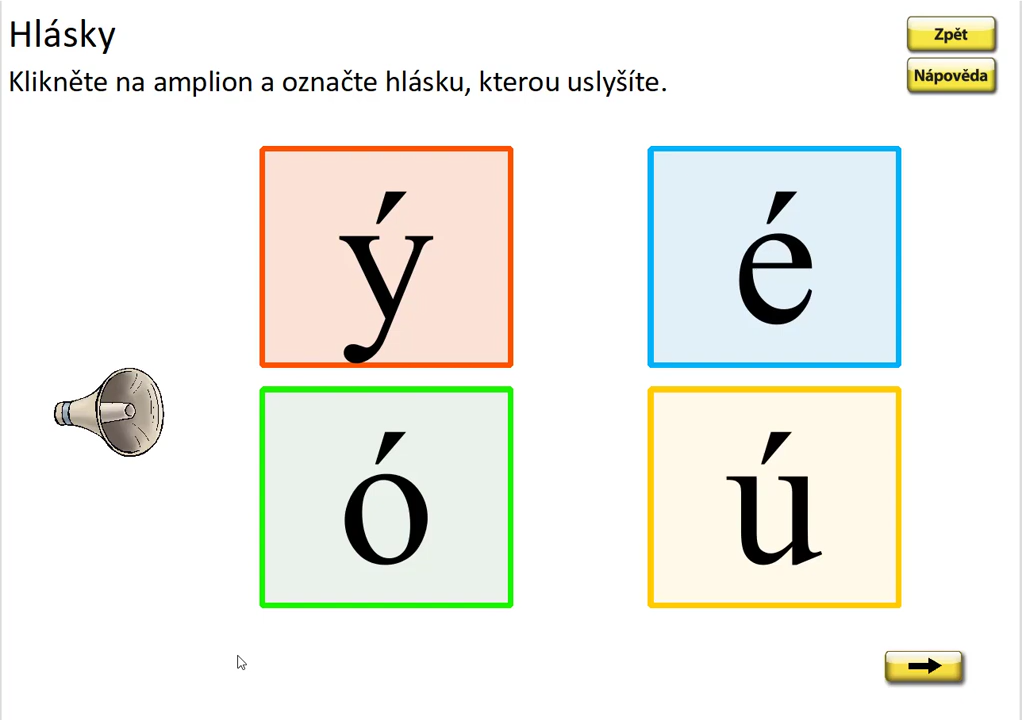 Hlásky
Zpět
Klikněte na amplion a označte hlásku, kterou uslyšíte.
Nápověda
ý
é
ó
ú